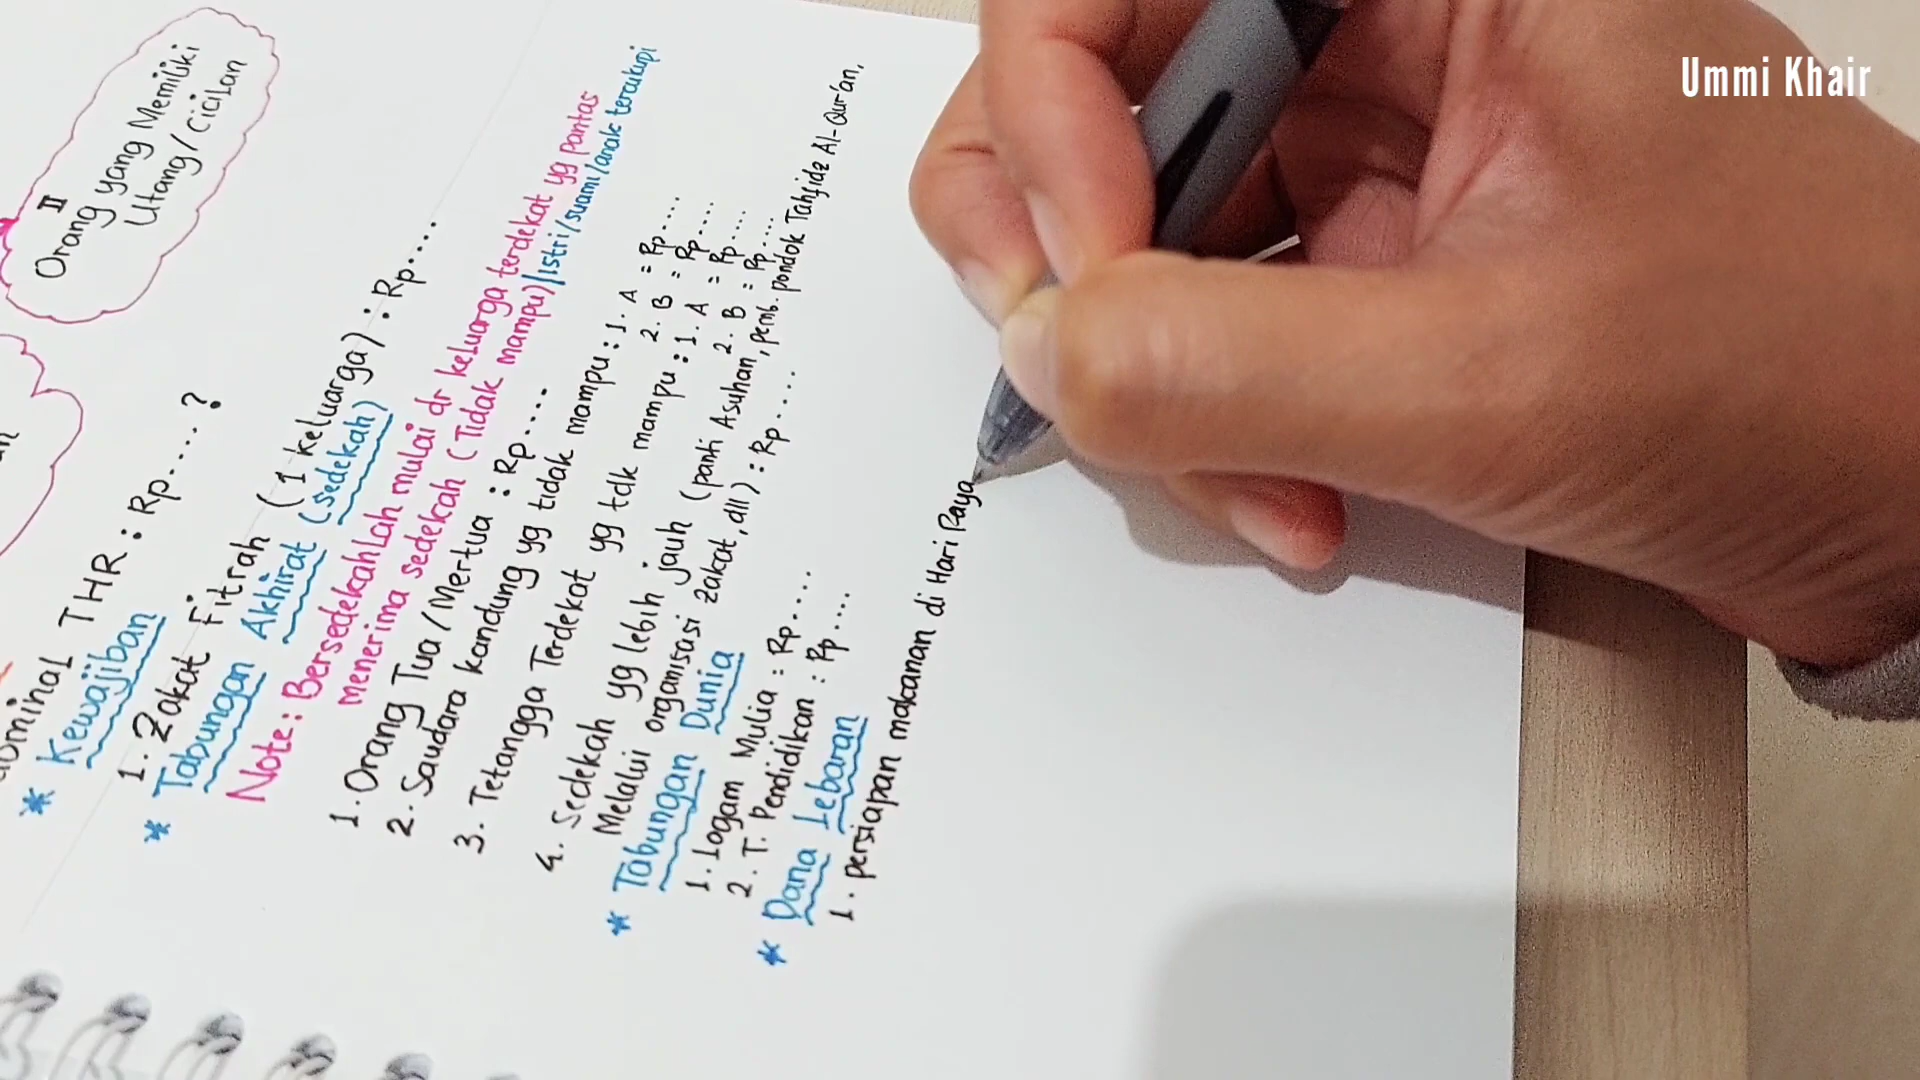 Ummi Khair
II
Orang yang Memiliki
Utang/Cicilan
THR : Rp.....?
* Kewajiban
1. Zakat Fitrah (1 keluarga) : Rp....
* Tabungan Akhirat (Sedekah)
Note : Bersedekahlah mulai dr keluarga terdekat yg pantas
menerima sedekah (Tidak mampu)/istri/suami/anak tercukupi
1. Orang Tua/Mertua : Rp....
2. Saudara kandung yg tidak mampu : 1. A = Rp....
2. B = Rp....
3. Tetangga Terdekat yg tdk mampu : 1. A = Rp....
2. B = Rp....
4. Sedekah yg lebih jauh (panti Asuhan, pemb. pondok Tahfidz Al-Qur'an,
Melalui organisasi zakat, dll) : Rp.....
* Tabungan Dunia
1. Logam Mulia : Rp.....
2. T. Pendidikan : Rp....
* Dana Lebaran
1. persiapan makanan di Hari Raya